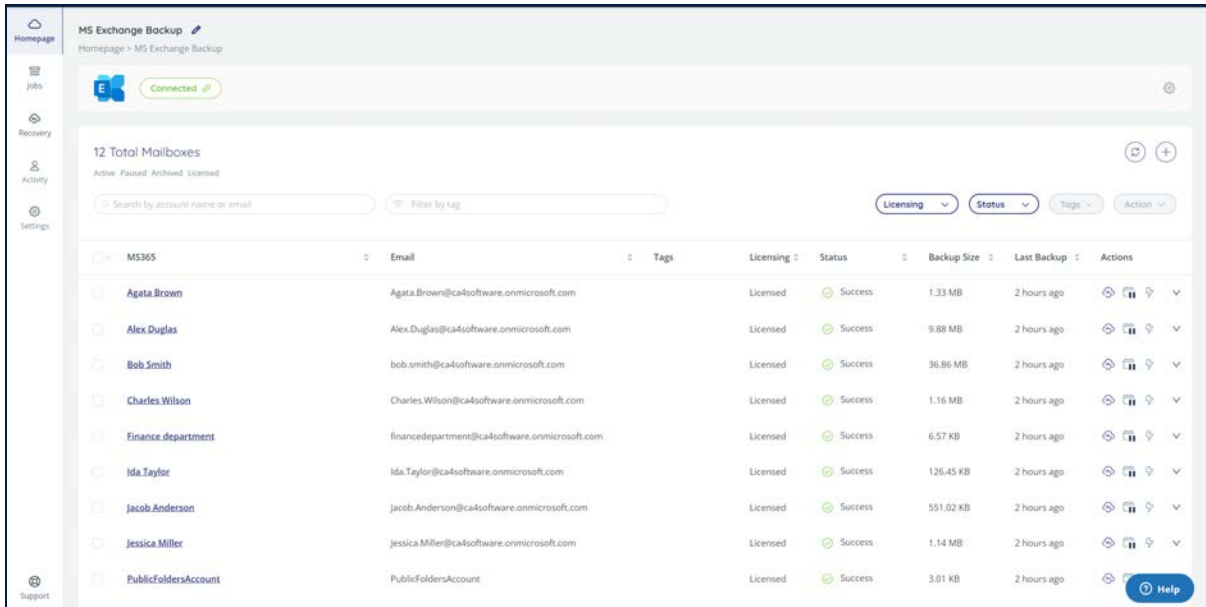 Homepage
Jobs
Recovery
Activity
Settings
Support
MS Exchange Backup
Homepage > MS Exchange Backup
E
Connected
12 Total Mailboxes
Active Paused Archived Licensed
Search by account name or email Filter by tag Licensing Status Tags Action
MS365 Email Tags Licensing Status Backup Size Last Backup Actions
Agata Brown Agata.Brown@ca4software.onmicrosoft.com Licensed Success 1.33 MB 2 hours ago
Alex Duglas Alex.Duglas@ca4software.onmicrosoft.com Licensed Success 9.88 MB 2 hours ago
Bob Smith bob.smith@ca4software.onmicrosoft.com Licensed Success 36.86 MB 2 hours ago
Charles Wilson Charles.Wilson@ca4software.onmicrosoft.com Licensed Success 1.16 MB 2 hours ago
Finance department financedepartment@ca4software.onmicrosoft.com Licensed Success 6.57 KB 2 hours ago
Ida Taylor Ida.Taylor@ca4software.onmicrosoft.com Licensed Success 126.45 KB 2 hours ago
Jacob Anderson Jacob.Anderson@ca4software.onmicrosoft.com Licensed Success 551.02 KB 2 hours ago
Jessica Miller Jessica.Miller@ca4software.onmicrosoft.com Licensed Success 1.14 MB 2 hours ago
PublicFoldersAccount PublicFoldersAccount Licensed Success 3.01 KB 2 hours ago
Help